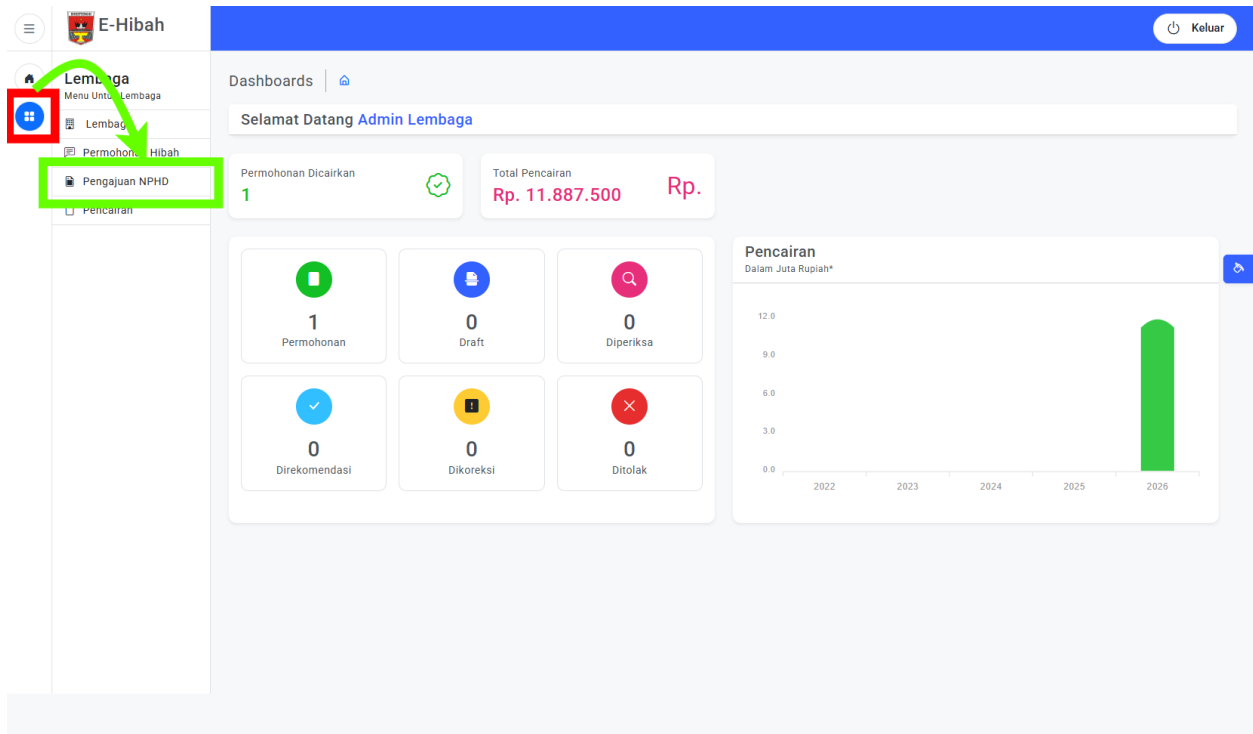 E-Hibah
Keluar
Lembaga
Menu Untuk Lembaga
Lembaga
Permohonan Hibah
Pengajuan NPHD
Pencairan
Dashboards
Selamat Datang Admin Lembaga
Permohonan Dicairkan
1
Total Pencairan
Rp. 11.887.500
Rp.
1
Permohonan
0
Draft
0
Diperiksa
0
Direkomendasi
0
Dikoreksi
0
Ditolak
Pencairan
Dalam Juta Rupiah*
12.0
9.0
6.0
3.0
0.0
2022 2023 2024 2025 2026